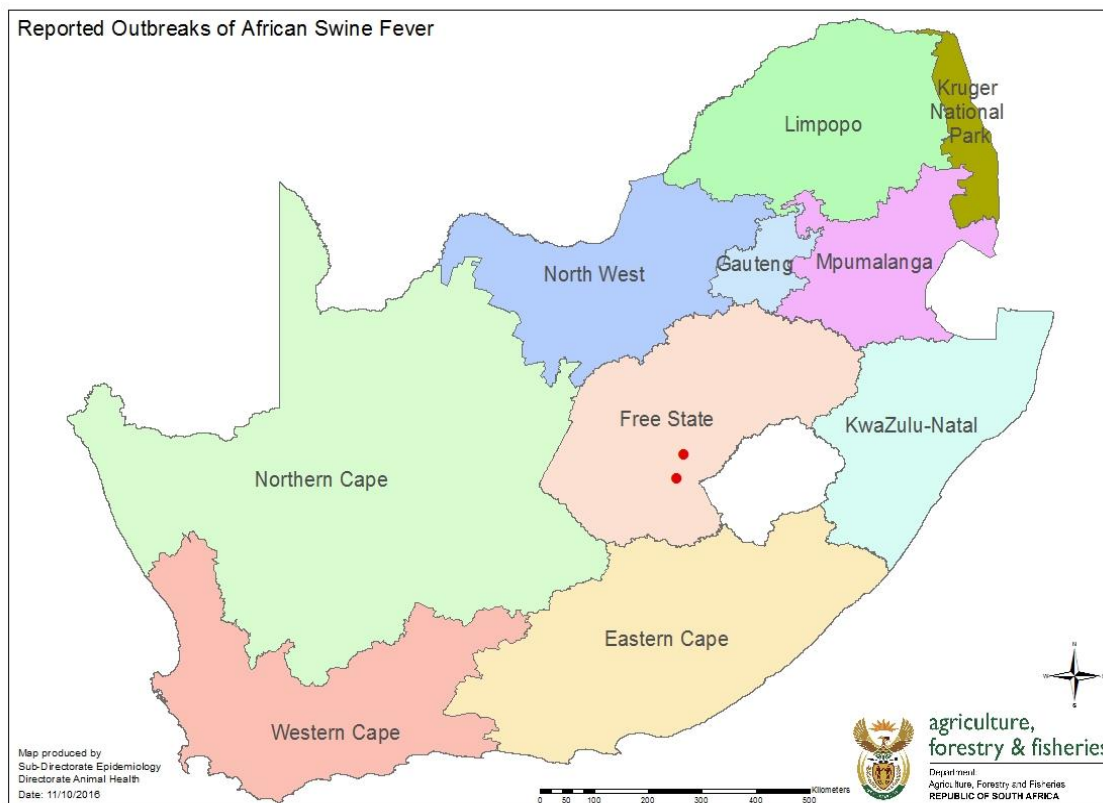 Reported Outbreaks of African Swine Fever
Kruger
National
Park
Limpopo
North West
Gauteng
Mpumalanga
Free State
KwaZulu-Natal
Northern Cape
Eastern Cape
Western Cape
N
W
S
Map produced by
Sub-Directorate Epidemiology
Directorate Animal Health
Date: 11/10/2016
Kilometers
0 50 100 200 300 400 500
agriculture,
forestry & fisheries
Department:
Agriculture, Forestry and Fisheries
REPUBLIC OF SOUTH AFRICA